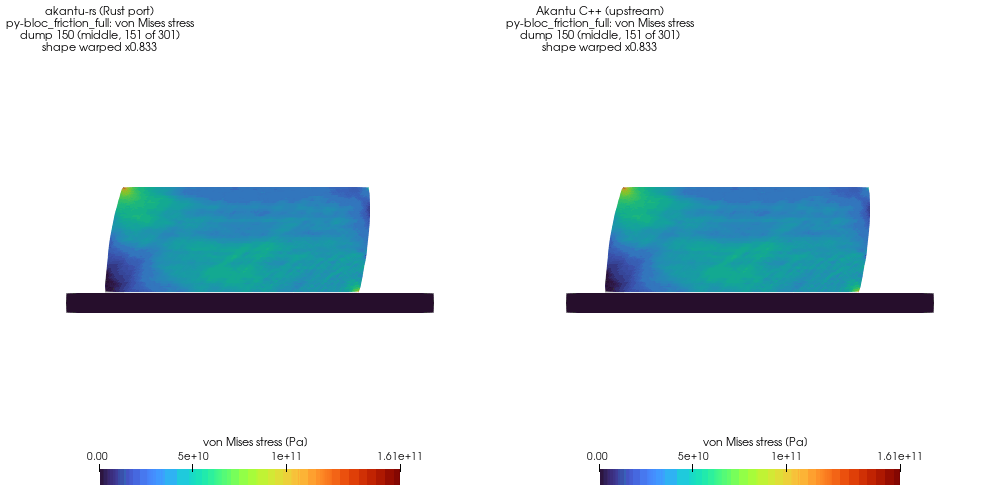 akantu-rs (Rust port)
py-bloc_friction_full: von Mises stress
dump 150 (middle, 151 of 301)
shape warped x0.833
Akantu C++ (upstream)
py-bloc_friction_full: von Mises stress
dump 150 (middle, 151 of 301)
shape warped x0.833
von Mises stress (Pa)
0.00 5e+10 1e+11 1.61e+11
von Mises stress (Pa)
0.00 5e+10 1e+11 1.61e+11